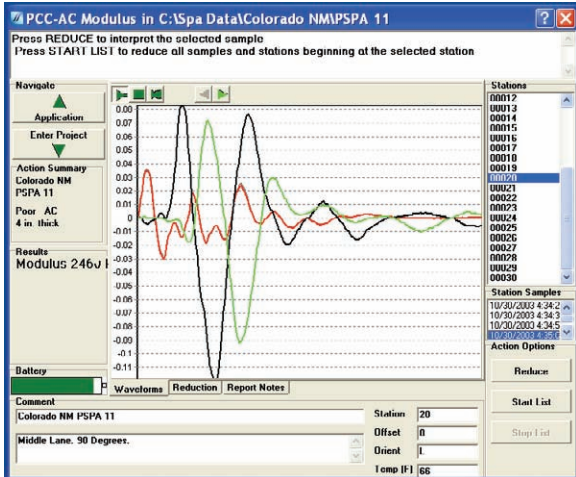 PCC-AC Modulus in C:\Spa Data\Colorado NM\PSPA 11
Press REDUCE to interpret the selected sample
Press START LIST to reduce all samples and stations beginning at the selected station
Navigate
Application
Enter Project
Action Summary
Colorado NM
PSPA 11
Poor AC
4 in. thick
Results
Modulus
Battery
0.08
0.07
0.06
0.05
0.04
0.03
0.02
0.01
0
-0.01
-0.02
-0.03
-0.04
-0.05
-0.06
-0.07
-0.08
-0.09
-0.1
-0.11
Waveforms
Reduction
Report Notes
Stations
00012
00013
00014
00015
00016
00017
00018
00019
00020
00021
00022
00023
00024
00025
00026
00027
00028
00029
00030
Station Samples
10/30/2003 4:34:2
10/30/2003 4:34:3
10/30/2003 4:34:5
10/30/2003 4:35:0
Action Options
Reduce
Start List
Stop List
Comment
Colorado NM PSPA 11
Middle Lane. 90 Degrees.
Station 20
Offset 0
Orient L
Temp (F) 66